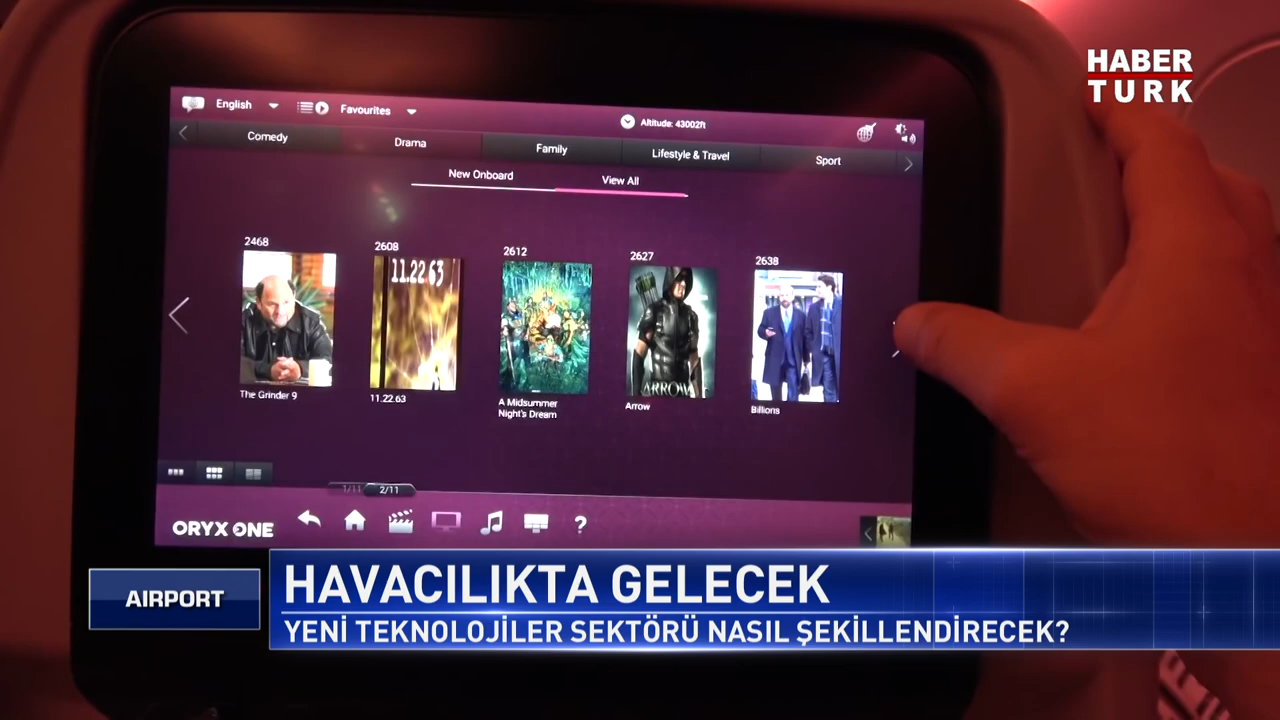 HABER
TURK
English
Favourites
Altitude: 43002ft
Comedy
Drama
Family
Lifestyle & Travel
Sport
New Onboard
View All
2468
2608
2612
2627
2638
11.22.63
ARROW
The Grinder 9
11.22.63
A Midsummer
Night's Dream
Arrow
Billions
1/11
2/11
ORYX ONE
?
AIRPORT
HAVACILIKTA GELECEK
YENİ TEKNOLOJİLER SEKTÖRÜ NASIL ŞEKİLLENDİRECEK?